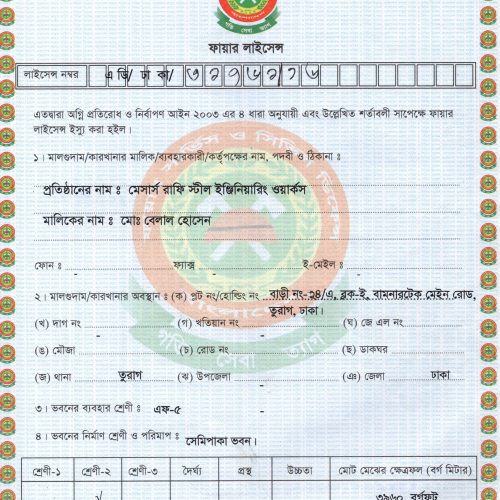 ফায়ার লাইসেন্স
লাইসেন্স নম্বর এ ডি/ ঢা কা/ ৩২৭৬২/১৬
এতদ্বারা অগ্নি প্রতিরোধ ও নির্বাপণ আইন ২০০৩ এর ৪ ধারা অনুযায়ী এবং উল্লেখিত শর্তাবলী সাপেক্ষে ফায়ার
লাইসেন্স ইস্যু করা হইল।
১। মালগুদাম/কারখানার মালিক/ব্যবহারকারী/কর্তৃপক্ষের নাম, পদবী ও ঠিকানা ঃ
প্রতিষ্ঠানের নাম ঃ মেসার্স রাফি স্টীল ইঞ্জিনিয়ারিং ওয়ার্কস
মালিকের নাম ঃ মোঃ বেলাল হোসেন
ফোন ঃ - ফ্যাক্স - ই-মেইল ঃ -
২। মালগুদাম/কারখানার অবস্থান ঃ (ক) প্লট নং/হোল্ডিং নং বাড়ী নং-২৪/এ, ব্লক-ই, বামনারটেক মেইন রোড,
তুরাগ, ঢাকা।
(খ) দাগ নং - (গ) খতিয়ান নং - (ঘ) জে এল নং -
(ঙ) মৌজা - (চ) রোড নং - (ছ) ডাকঘর -
(জ) থানা তুরাগ (ঝ) উপজেলা - (ঞ) জেলা ঢাকা
৩। ভবনের ব্যবহার শ্রেণী ঃ এফ-৫
৪। ভবনের নির্মাণ শ্রেণী ও পরিমাপ ঃ সেমিপাকা ভবন।
শ্রেণী-১ শ্রেণী-২ শ্রেণী-৩ দৈর্ঘ্য প্রস্থ উচ্চতা মোট মেঝের ক্ষেত্রফল (বর্গ মিটার)
√ ৩৯৬০ বর্গফুট